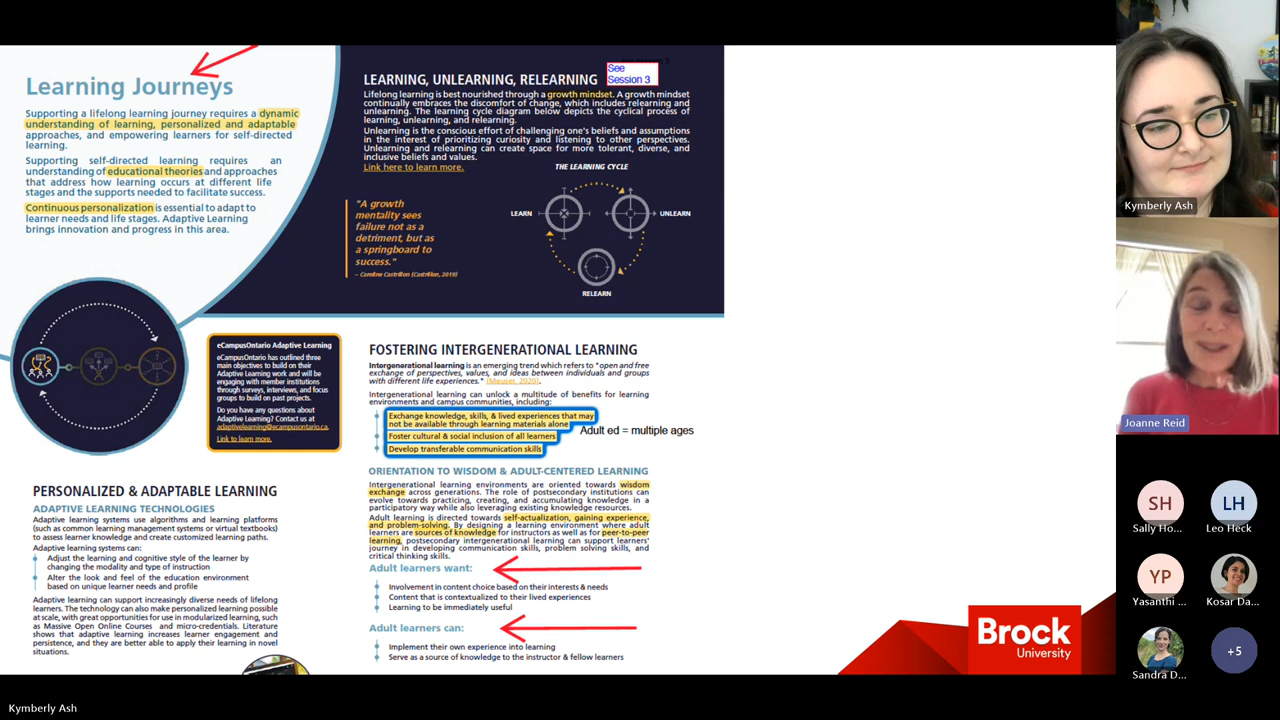 Learning Journeys
Supporting a lifelong learning journey requires a dynamic
understanding of learning, personalized and adaptable
approaches, and empowering learners for self-directed
learning.
Supporting self-directed learning requires an
understanding of educational theories and approaches
that address how learning occurs at different life
stages and the supports needed to facilitate success.
Continuous personalization is essential to adapt to
learner needs and life stages. Adaptive Learning
brings innovation and progress in this area.
LEARNING, UNLEARNING, RELEARNING
See
Session 3
Lifelong learning is best nourished through a growth mindset. A growth mindset
continually embraces the discomfort of change, which includes relearning and
unlearning. The learning cycle diagram below depicts the cyclical process of
learning, unlearning, and relearning.
Unlearning is the conscious effort of challenging one's beliefs and assumptions
in the interest of prioritizing curiosity and listening to other perspectives.
Unlearning and relearning can create space for more tolerant, diverse, and
inclusive beliefs and values.
Link here to learn more.
THE LEARNING CYCLE
"A growth
mentality sees
failure not as a
detriment, but as
a springboard to
success."
– Caroline Castrillon (Castrillon, 2019)
LEARN
UNLEARN
RELEARN
eCampusOntario Adaptive Learning
eCampusOntario has outlined three
main objectives to build on their
Adaptive Learning work and will be
engaging with member institutions
through surveys, interviews, and focus
groups to build on past projects.
Do you have any questions about
Adaptive Learning? Contact us at
adaptivelearning@ecampusontario.ca.
Link to learn more.
FOSTERING INTERGENERATIONAL LEARNING
Intergenerational learning is an emerging trend which refers to "open and free
exchange of perspectives, values, and ideas between individuals and groups
with different life experiences." (Meuser, 2020).
Intergenerational learning can unlock a multitude of benefits for learning
environments and campus communities, including:
Exchange knowledge, skills, & lived experiences that may
not be available through learning materials alone
Foster cultural & social inclusion of all learners
Develop transferable communication skills
Adult ed = multiple ages
ORIENTATION TO WISDOM & ADULT-CENTERED LEARNING
Intergenerational learning environments are oriented towards wisdom
exchange across generations. The role of postsecondary institutions can
evolve towards practicing, creating, and accumulating knowledge in a
participatory way while also leveraging existing knowledge resources.
Adult learning is directed towards self-actualization, gaining experience,
and problem-solving. By designing a learning environment where adult
learners are sources of knowledge for instructors as well as for peer-to-peer
learning, postsecondary intergenerational learning can support learners'
journey in developing communication skills, problem solving skills, and
critical thinking skills.
Adult learners want:
Involvement in content choice based on their interests & needs
Content that is contextualized to their lived experiences
Learning to be immediately useful
Adult learners can:
Implement their own experience into learning
Serve as a source of knowledge to the instructor & fellow learners
PERSONALIZED & ADAPTABLE LEARNING
ADAPTIVE LEARNING TECHNOLOGIES
Adaptive learning systems use algorithms and learning platforms
(such as common learning management systems or virtual textbooks)
to assess learner knowledge and create customized learning paths.
Adaptive learning systems can:
Adjust the learning and cognitive style of the learner by
changing the modality and type of instruction
Alter the look and feel of the education environment
based on unique learner needs and profile
Adaptive learning can support increasingly diverse needs of lifelong
learners. The technology can also make personalized learning possible
at scale, with great opportunities for use in modularized learning, such
as Massive Open Online Courses and micro-credentials. Literature
shows that adaptive learning increases learner engagement and
persistence, and they are better able to apply their learning in novel
situations.
Brock
University
Kymberly Ash
Joanne Reid
SH
LH
Sally Ho...
Leo Heck
YP
Yasanthi ...
Kosar Da...
Sandra D...
+5
Kymberly Ash